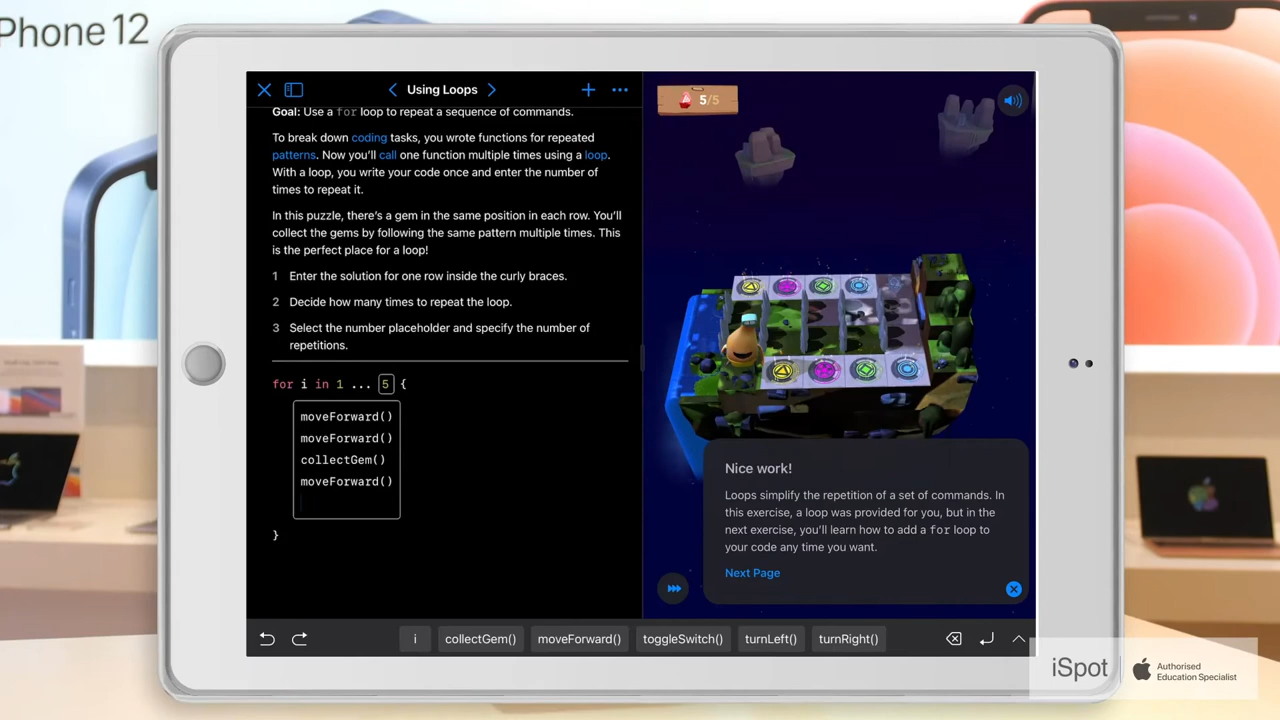 Phone 12
Using Loops
Goal: Use a for loop to repeat a sequence of commands.
To break down coding tasks, you wrote functions for repeated
patterns. Now you'll call one function multiple times using a loop.
With a loop, you write your code once and enter the number of
times to repeat it.
In this puzzle, there's a gem in the same position in each row. You'll
collect the gems by following the same pattern multiple times. This
is the perfect place for a loop!
1 Enter the solution for one row inside the curly braces.
2 Decide how many times to repeat the loop.
3 Select the number placeholder and specify the number of
repetitions.
for i in 1 ... 5 {
moveForward()
moveForward()
collectGem()
moveForward()
}
5/5
Nice work!
Loops simplify the repetition of a set of commands. In
this exercise, a loop was provided for you, but in the
next exercise, you'll learn how to add a for loop to
your code any time you want.
Next Page
i collectGem() moveForward() toggleSwitch() turnLeft() turnRight()
iSpot
Authorised
Education Specialist